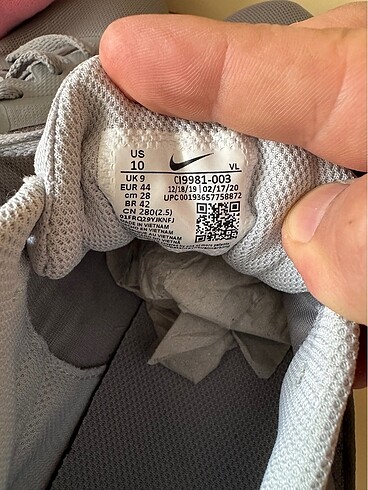 US
10 VL
UK 9 CI9981-003
EUR 44 12/18/19 | 02/17/20
cm 28 UPC 00193657758872
BR 42
CN 280(2.5)
MADE IN VIETNAM